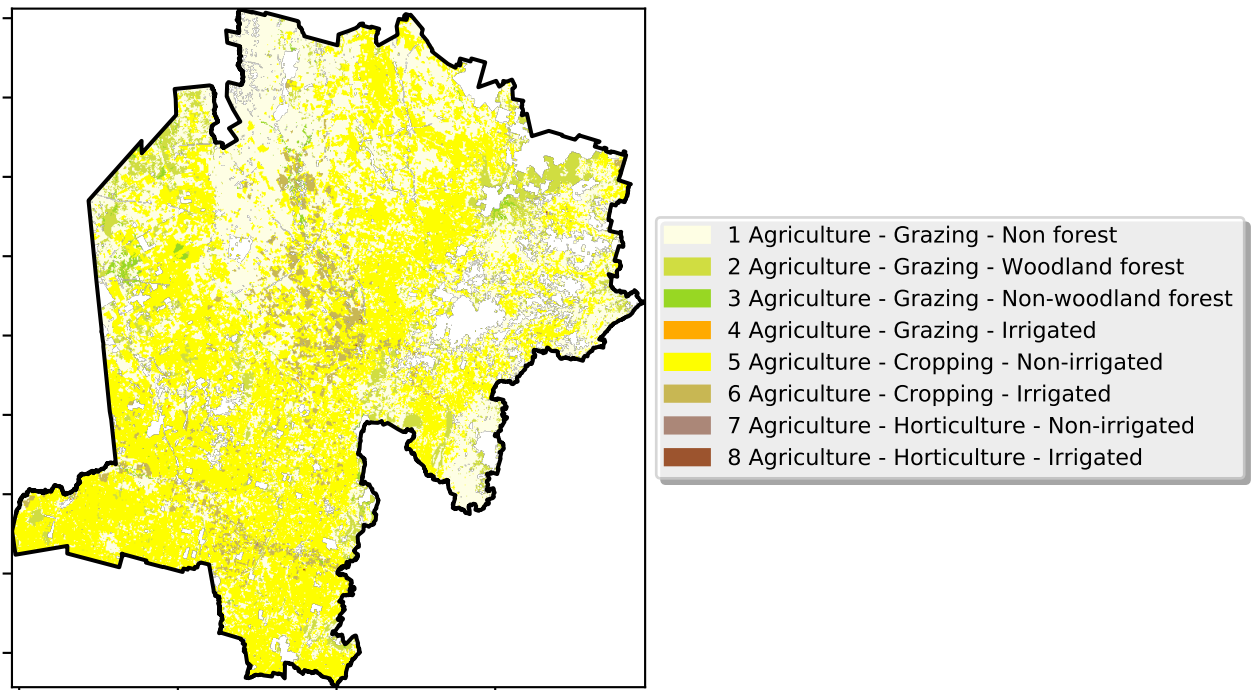 1 Agriculture - Grazing - Non forest
2 Agriculture - Grazing - Woodland forest
3 Agriculture - Grazing - Non-woodland forest
4 Agriculture - Grazing - Irrigated
5 Agriculture - Cropping - Non-irrigated
6 Agriculture - Cropping - Irrigated
7 Agriculture - Horticulture - Non-irrigated
8 Agriculture - Horticulture - Irrigated